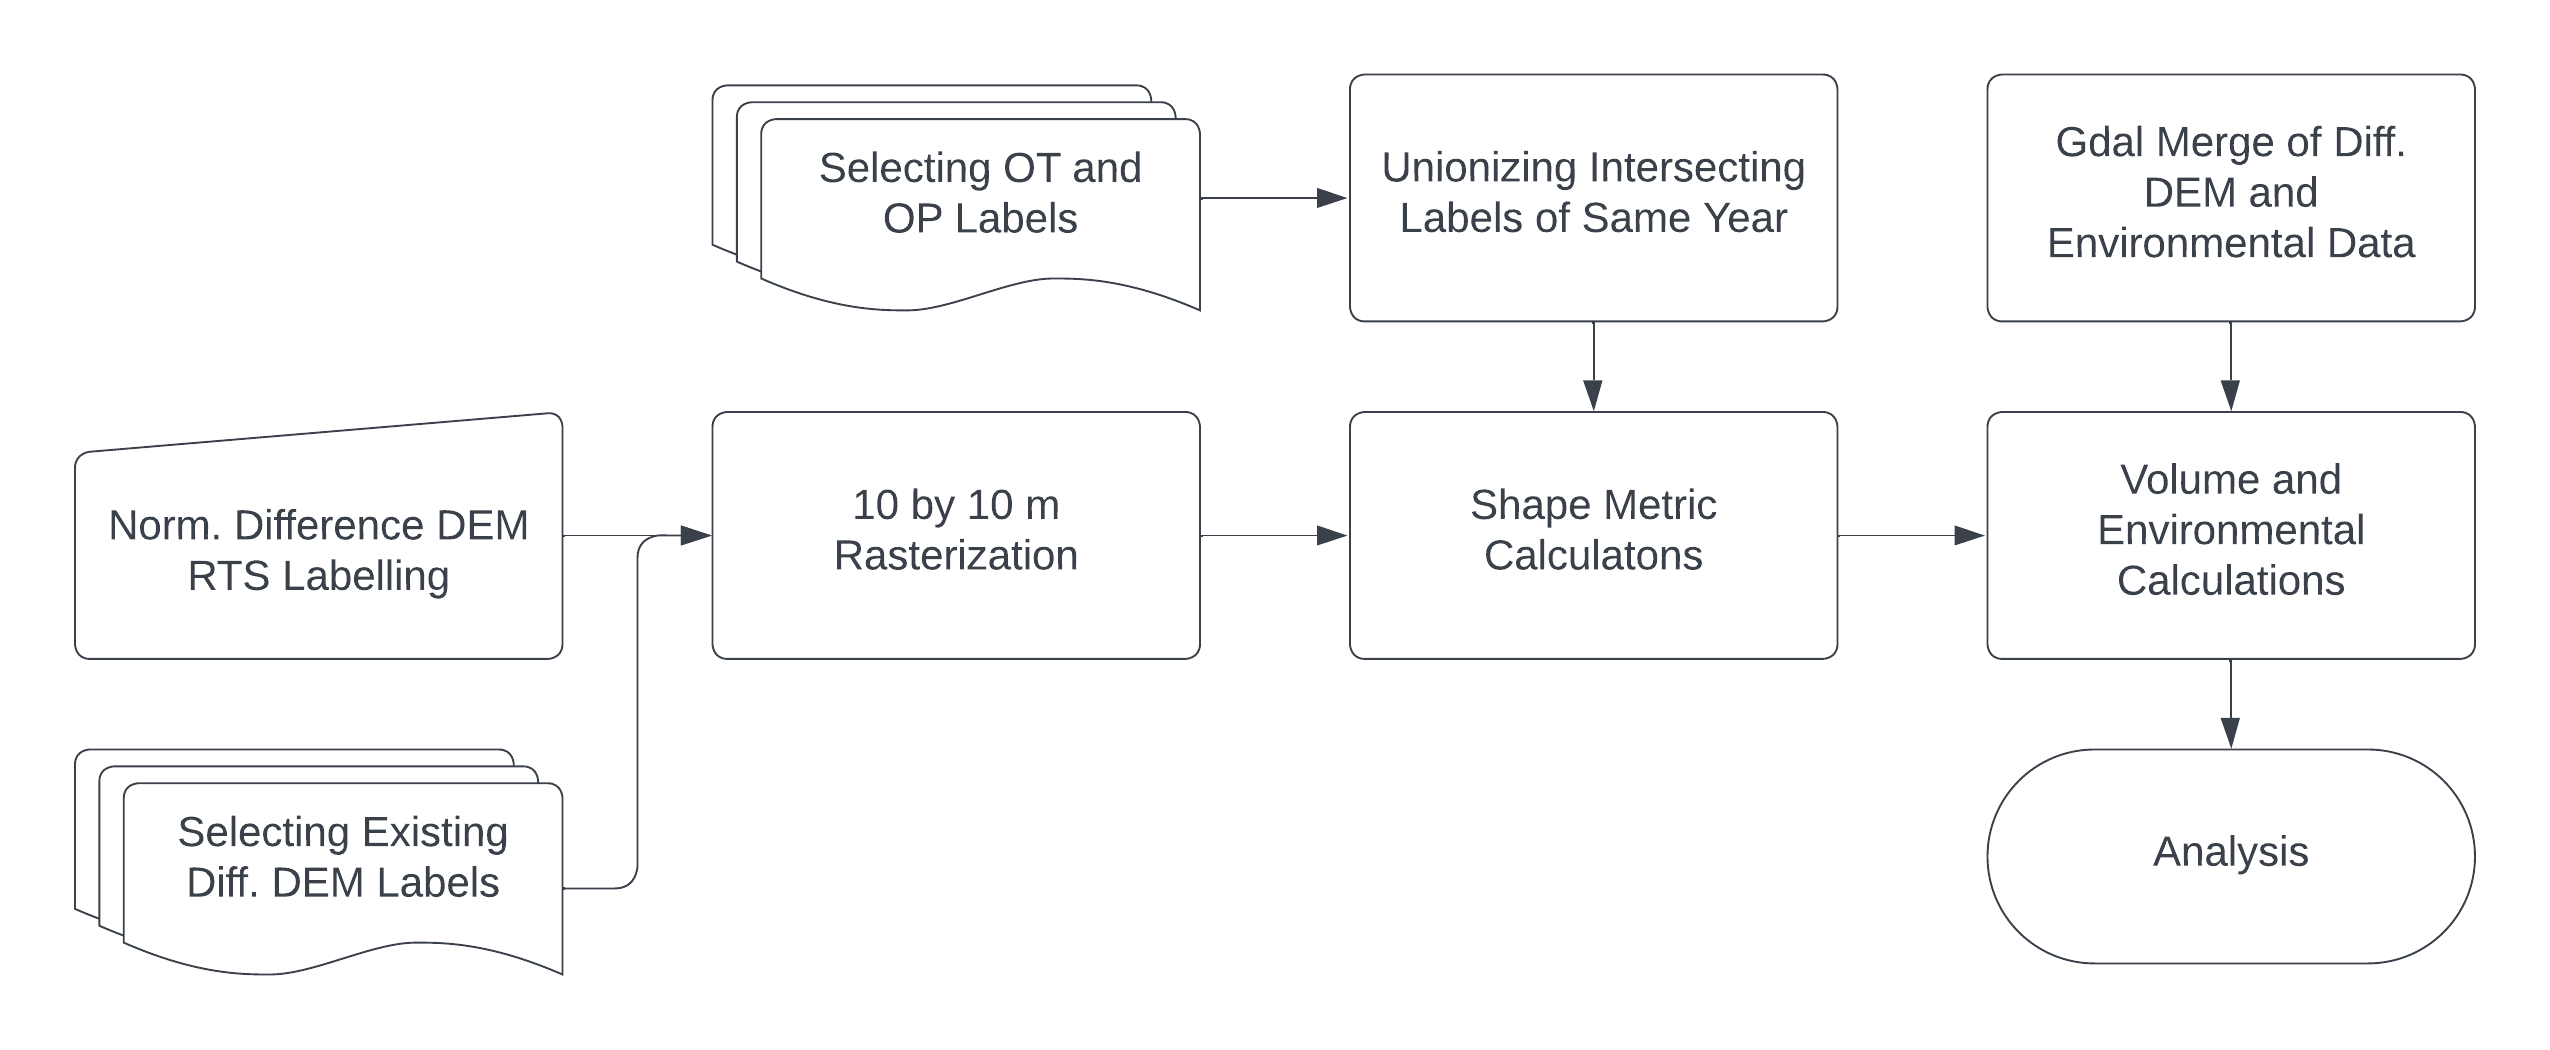 Selecting OT and
OP Labels
Unionizing Intersecting
Labels of Same Year
Gdal Merge of Diff.
DEM and
Environmental Data
Norm. Difference DEM
RTS Labelling
10 by 10 m
Rasterization
Shape Metric
Calculatons
Volume and
Environmental
Calculations
Selecting Existing
Diff. DEM Labels
Analysis